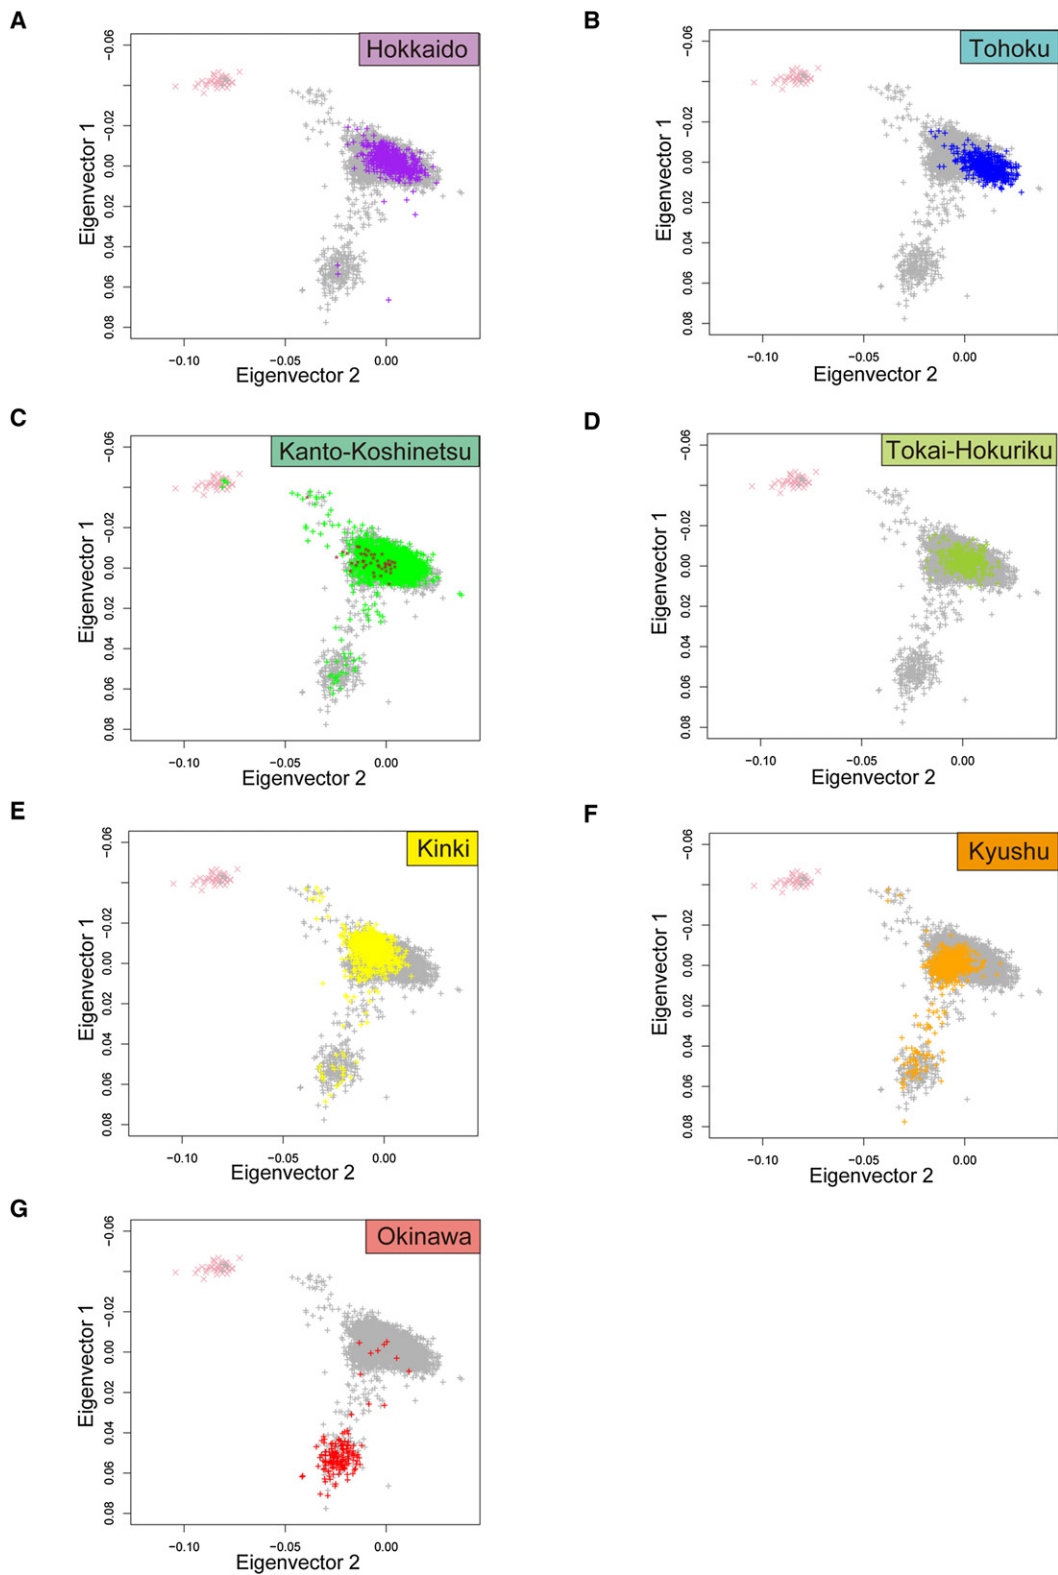 A
Hokkaido
-0.06
-0.02
0.00
0.02
0.04
0.06
0.08
Eigenvector 1
−0.10 −0.05 0.00
Eigenvector 2
B
Tohoku
-0.06
-0.02
0.00
0.02
0.04
0.06
0.08
Eigenvector 1
−0.10 −0.05 0.00
Eigenvector 2
C
Kanto-Koshinetsu
-0.06
-0.02
0.00
0.02
0.04
0.06
0.08
Eigenvector 1
−0.10 −0.05 0.00
Eigenvector 2
D
Tokai-Hokuriku
-0.06
-0.02
0.00
0.02
0.04
0.06
0.08
Eigenvector 1
−0.10 −0.05 0.00
Eigenvector 2
E
Kinki
-0.06
-0.02
0.00
0.02
0.04
0.06
0.08
Eigenvector 1
−0.10 −0.05 0.00
Eigenvector 2
F
Kyushu
-0.06
-0.02
0.00
0.02
0.04
0.06
0.08
Eigenvector 1
−0.10 −0.05 0.00
Eigenvector 2
G
Okinawa
-0.06
-0.02
0.00
0.02
0.04
0.06
0.08
Eigenvector 1
−0.10 −0.05 0.00
Eigenvector 2